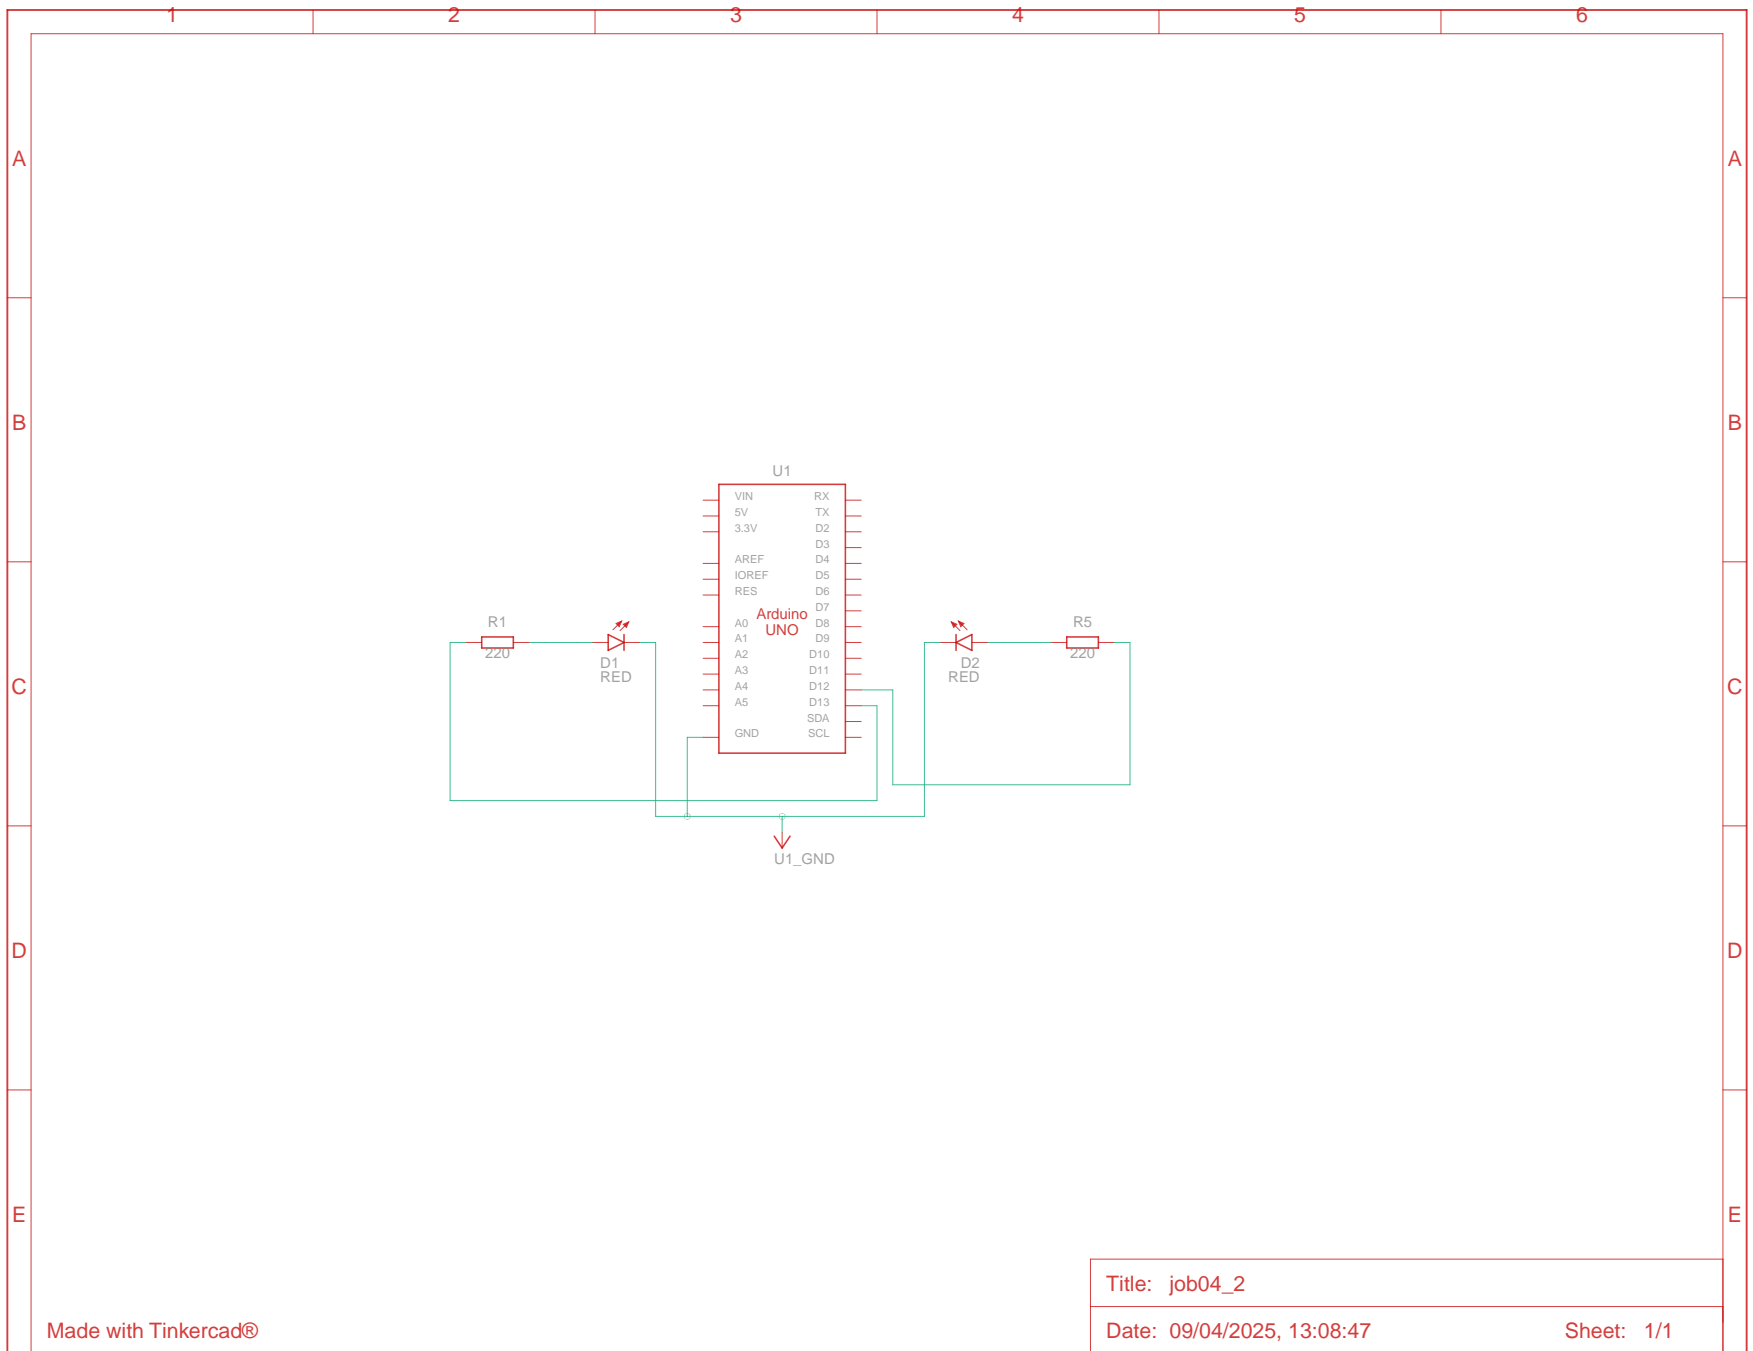 1 2 3 4 5 6
A A
B B
U1
VIN RX
5V TX
3.3V D2
D3
AREF D4
IOREF D5
RES D6
D7
Arduino
UNO
A0 D8
A1 D9
A2 D10
A3 D11
A4 D12
A5 D13
SDA
GND SCL
R1
220
D1
RED
D2
RED
R5
220
C C
U1_GND
D D
E E
Title: job04_2
Made with Tinkercad®
Date: 09/04/2025, 13:08:47 Sheet: 1/1